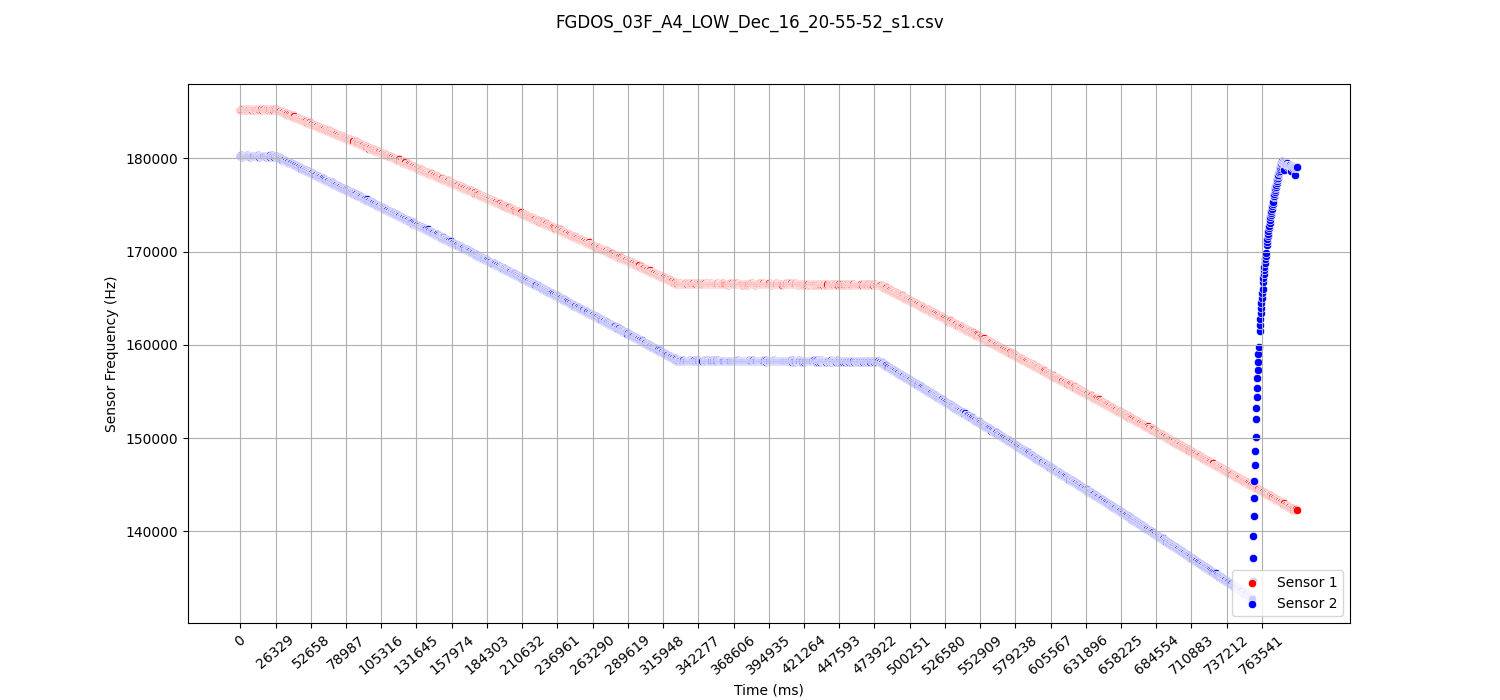 FGDOS_03F_A4_LOW_Dec_16_20-55-52_s1.csv
Sensor Frequency (Hz)
180000
170000
160000
150000
140000
Sensor 1
Sensor 2
0 26329 52658 78987 105316 131645 157974 184303 210632 236961 263290 289619 315948 342277 368606 394935 421264 447593 473922 500251 526580 552909 579238 605567 631896 658225 684554 710883 737212 763541
Time (ms)